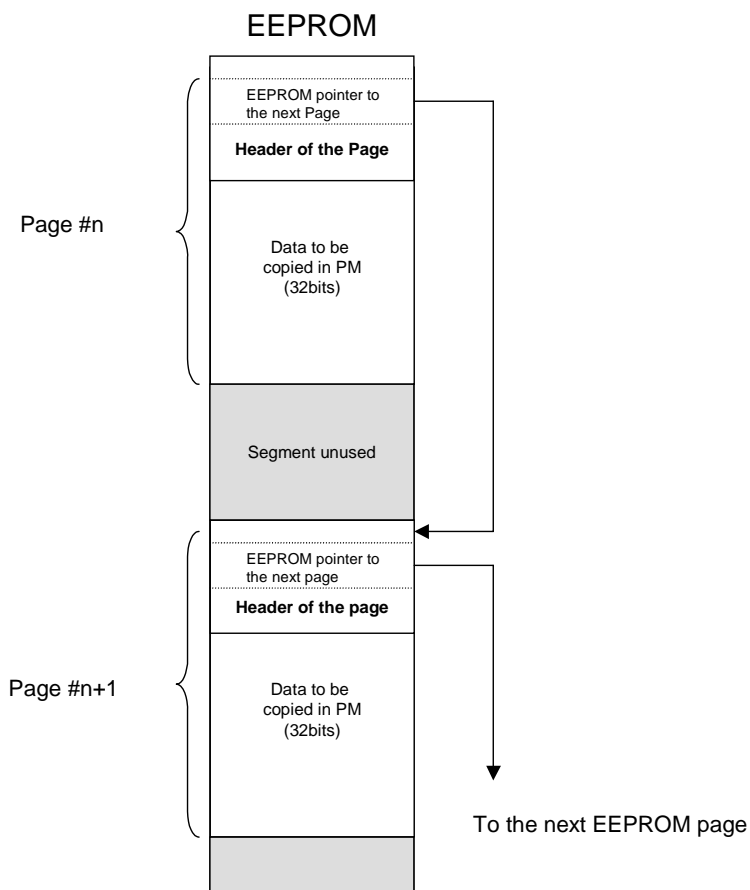 EEPROM
EEPROM pointer to
the next Page
Header of the Page
Page #n
Data to be
copied in PM
(32bits)
Segment unused
EEPROM pointer to
the next page
Header of the page
Page #n+1
Data to be
copied in PM
(32bits)
To the next EEPROM page